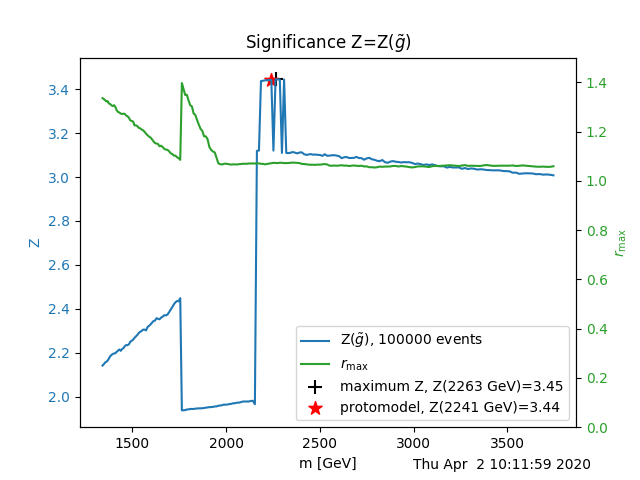 Significance Z=Z(g̃)
3.4
3.2
3.0
2.8
2.6
2.4
2.2
2.0
Z
1.4
1.2
1.0
0.8
0.6
0.4
0.2
0.0
r_max
Z(g̃), 100000 events
r_max
maximum Z, Z(2263 GeV)=3.45
protomodel, Z(2241 GeV)=3.44
1500
2000
2500
3000
3500
m [GeV]
Thu Apr  2 10:11:59 2020